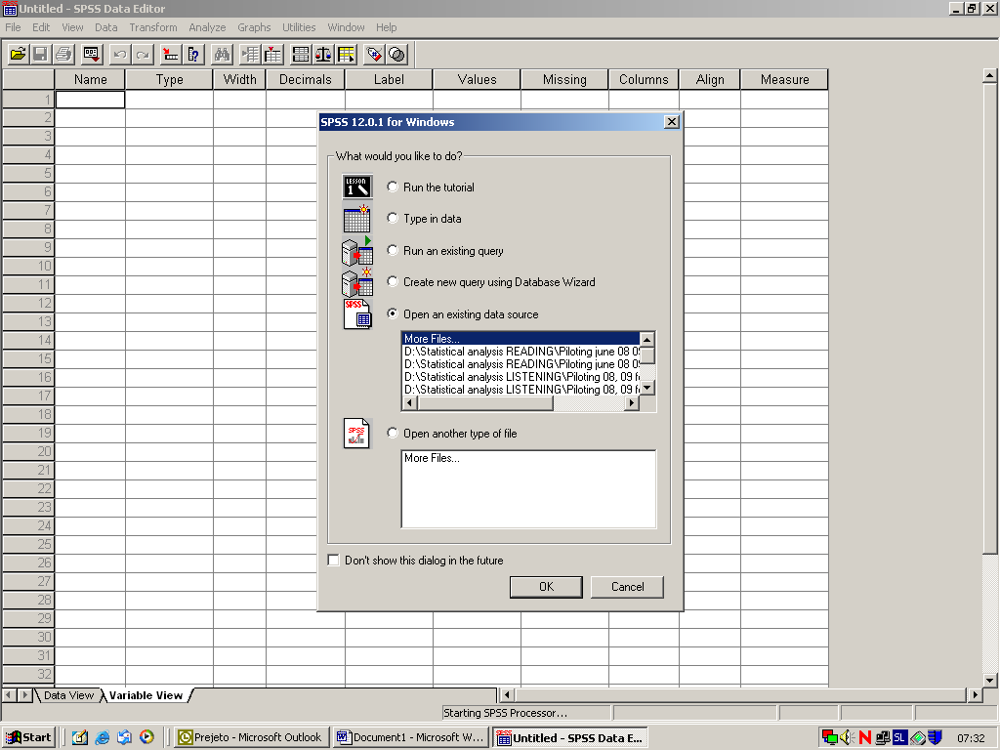 Untitled - SPSS Data Editor
File Edit View Data Transform Analyze Graphs Utilities Window Help
Name Type Width Decimals Label Values Missing Columns Align Measure
1
2
3
4
5
6
7
8
9
10
11
12
13
14
15
16
17
18
19
20
21
22
23
24
25
26
27
28
29
30
31
32
SPSS 12.0.1 for Windows
What would you like to do?
LESSON 1
Run the tutorial
Type in data
Run an existing query
Create new query using Database Wizard
SPSS
Open an existing data source
More Files...
D:\Statistical analysis READING\Piloting june 08 0
D:\Statistical analysis READING\Piloting june 08 0
D:\Statistical analysis LISTENING\Piloting 08, 09 f
D:\Statistical analysis LISTENING\Piloting 08, 09 f
SPSS
Open another type of file
More Files...
Don't show this dialog in the future
OK Cancel
Data View Variable View
Starting SPSS Processor...
Start Prejeto - Microsoft Outlook Document1 - Microsoft W... Untitled - SPSS Data E... N SL 07:32